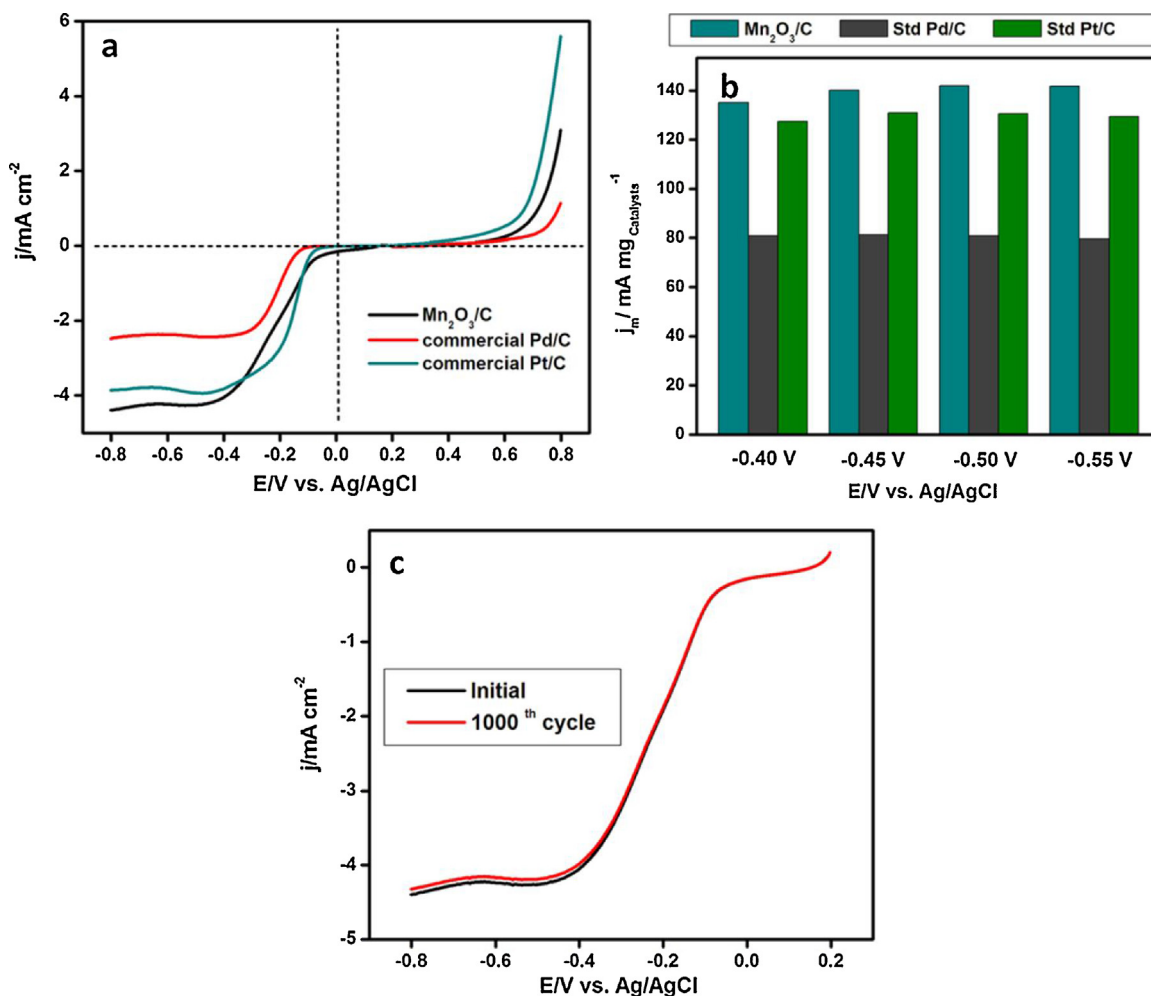 a
6
4
2
0
-2
-4
j/mA cm⁻²
Mn₂O₃/C
commercial Pd/C
commercial Pt/C
-0.8 -0.6 -0.4 -0.2 0.0 0.2 0.4 0.6 0.8
E/V vs. Ag/AgCl
Mn₂O₃/C Std Pd/C Std Pt/C
b
140
120
100
80
60
40
20
0
jₘ/ mA mg Catalysts ⁻¹
-0.40 V -0.45 V -0.50 V -0.55 V
E/V vs. Ag/AgCl
c
0
-1
-2
-3
-4
-5
j/mA cm⁻²
Initial
1000 ᵗʰ cycle
-0.8 -0.6 -0.4 -0.2 0.0 0.2
E/V vs. Ag/AgCl